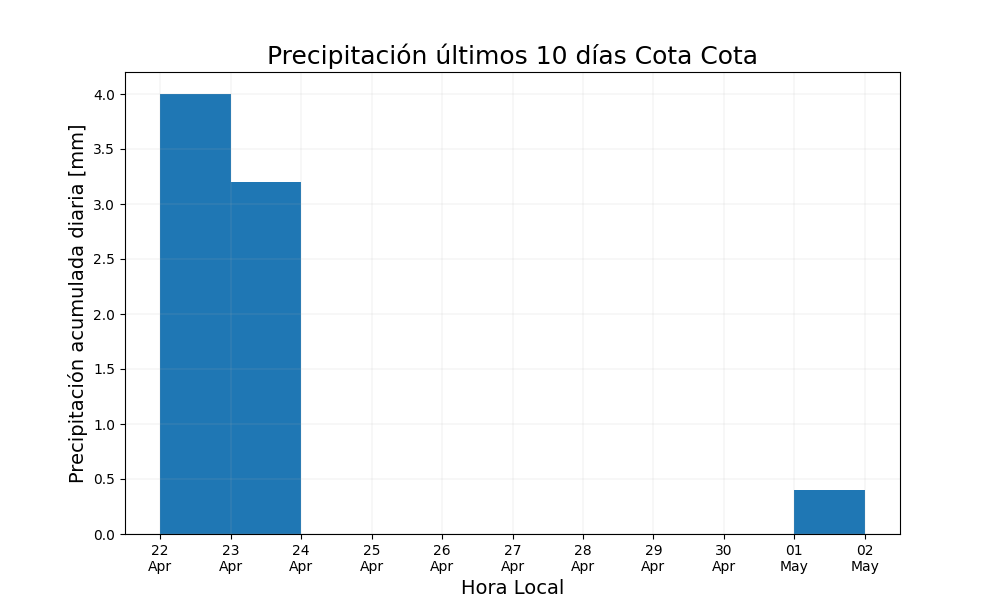 Precipitación últimos 10 días Cota Cota
Precipitación acumulada diaria [mm]
4.0
3.5
3.0
2.5
2.0
1.5
1.0
0.5
0.0
22 23 24 25 26 27 28 29 30 01 02
Apr Apr Apr Apr Apr Apr Apr Apr Apr May May
Hora Local